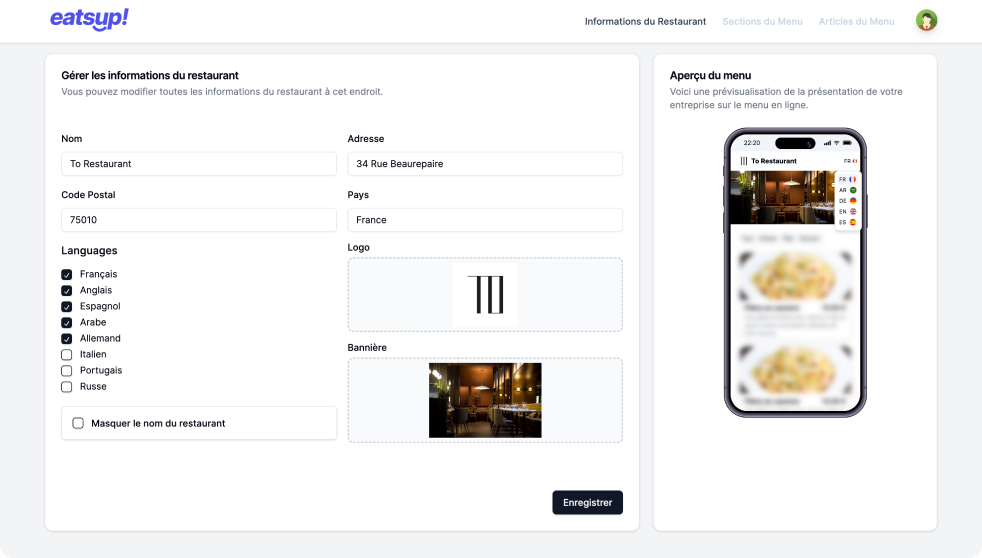 eatsup!
Informations du Restaurant
Sections du Menu
Articles du Menu
Gérer les informations du restaurant
Vous pouvez modifier toutes les informations du restaurant à cet endroit.
Nom
To Restaurant
Adresse
34 Rue Beaurepaire
Code Postal
75010
Pays
France
Languages
Français
Anglais
Espagnol
Arabe
Allemand
Italien
Portugais
Russe
Masquer le nom du restaurant
Logo
Bannière
Enregistrer
Aperçu du menu
Voici une prévisualisation de la présentation de votre
entreprise sur le menu en ligne.
22:20
To Restaurant
FR
FR
AR
DE
EN
ES